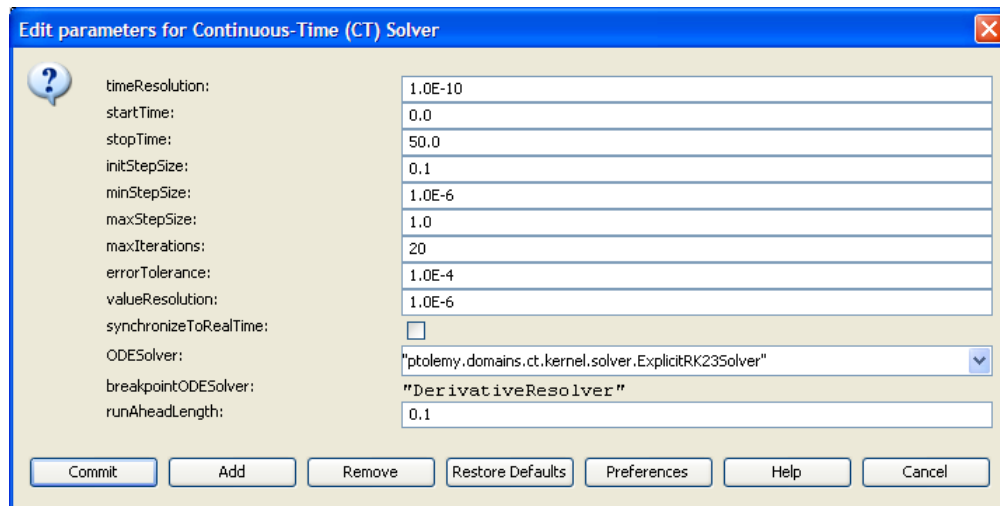 Edit parameters for Continuous-Time (CT) Solver
timeResolution: 1.0E-10
startTime: 0.0
stopTime: 50.0
initStepSize: 0.1
minStepSize: 1.0E-6
maxStepSize: 1.0
maxIterations: 20
errorTolerance: 1.0E-4
valueResolution: 1.0E-6
synchronizeToRealTime:
ODESolver: "ptolemy.domains.ct.kernel.solver.ExplicitRK23Solver"
breakpointODESolver: "DerivativeResolver"
runAheadLength: 0.1
Commit Add Remove Restore Defaults Preferences Help Cancel